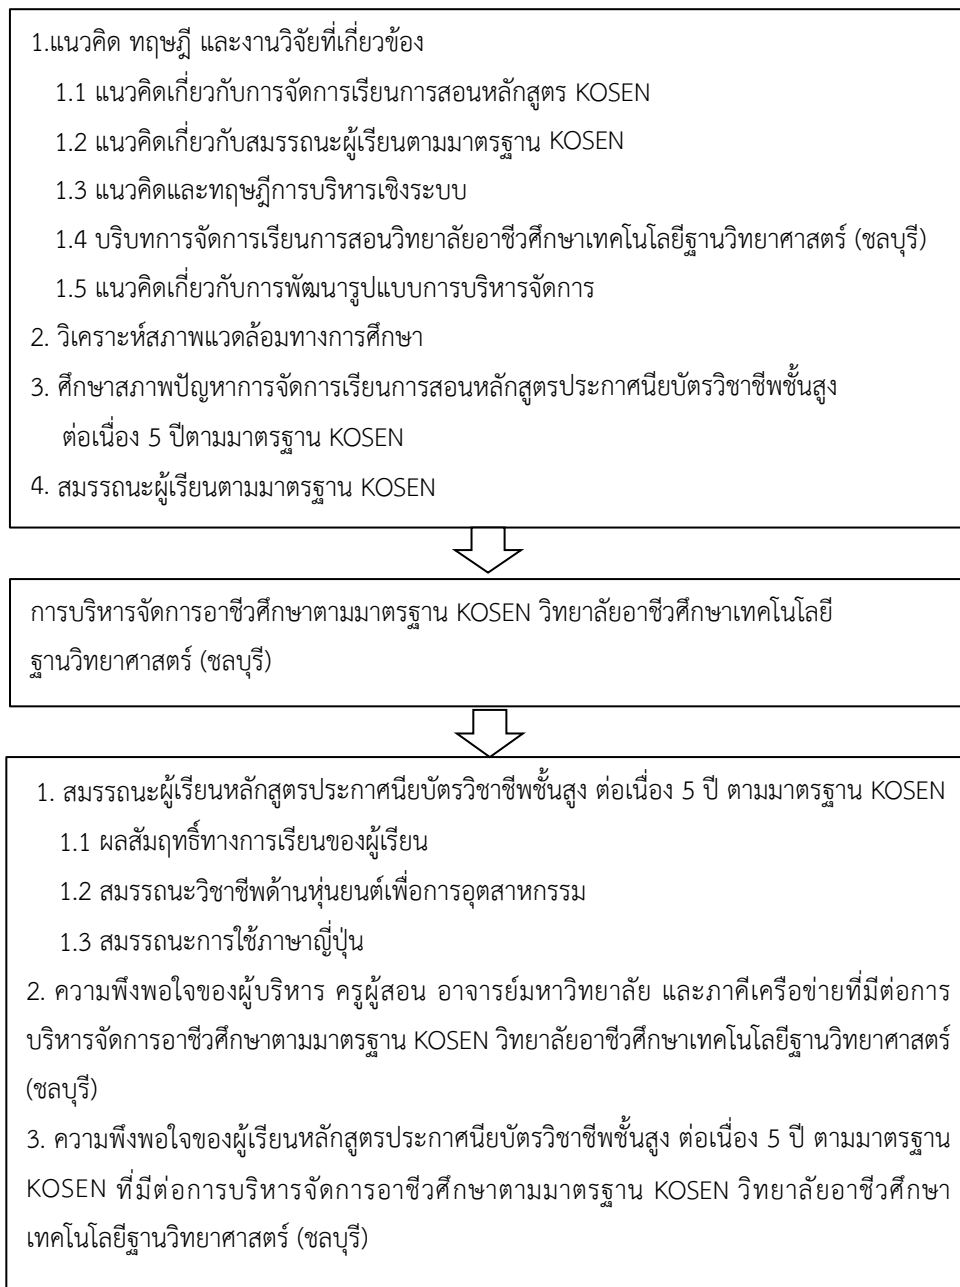 1.แนวคิด ทฤษฎี และงานวิจัยที่เกี่ยวข้อง
1.1 แนวคิดเกี่ยวกับการจัดการเรียนการสอนหลักสูตร KOSEN
1.2 แนวคิดเกี่ยวกับสมรรถนะผู้เรียนตามมาตรฐาน KOSEN
1.3 แนวคิดและทฤษฎีการบริหารเชิงระบบ
1.4 บริบทการจัดการเรียนการสอนวิทยาลัยอาชีวศึกษาเทคโนโลยีฐานวิทยาศาสตร์ (ชลบุรี)
1.5 แนวคิดเกี่ยวกับการพัฒนารูปแบบการบริหารจัดการ
2. วิเคราะห์สภาพแวดล้อมทางการศึกษา
3. ศึกษาสภาพปัญหาการจัดการเรียนการสอนหลักสูตรประกาศนียบัตรวิชาชีพชั้นสูง
ต่อเนื่อง 5 ปีตามมาตรฐาน KOSEN
4. สมรรถนะผู้เรียนตามมาตรฐาน KOSEN
การบริหารจัดการอาชีวศึกษาตามมาตรฐาน KOSEN วิทยาลัยอาชีวศึกษาเทคโนโลยี
ฐานวิทยาศาสตร์ (ชลบุรี)
1. สมรรถนะผู้เรียนหลักสูตรประกาศนียบัตรวิชาชีพชั้นสูง ต่อเนื่อง 5 ปี ตามมาตรฐาน KOSEN
1.1 ผลสัมฤทธิ์ทางการเรียนของผู้เรียน
1.2 สมรรถนะวิชาชีพด้านหุ่นยนต์เพื่อการอุตสาหกรรม
1.3 สมรรถนะการใช้ภาษาญี่ปุ่น
2. ความพึงพอใจของผู้บริหาร ครูผู้สอน อาจารย์มหาวิทยาลัย และภาคีเครือข่ายที่มีต่อการ
บริหารจัดการอาชีวศึกษาตามมาตรฐาน KOSEN วิทยาลัยอาชีวศึกษาเทคโนโลยีฐานวิทยาศาสตร์
(ชลบุรี)
3. ความพึงพอใจของผู้เรียนหลักสูตรประกาศนียบัตรวิชาชีพชั้นสูง ต่อเนื่อง 5 ปี ตามมาตรฐาน
KOSEN ที่มีต่อการบริหารจัดการอาชีวศึกษาตามมาตรฐาน KOSEN วิทยาลัยอาชีวศึกษา
เทคโนโลยีฐานวิทยาศาสตร์ (ชลบุรี)